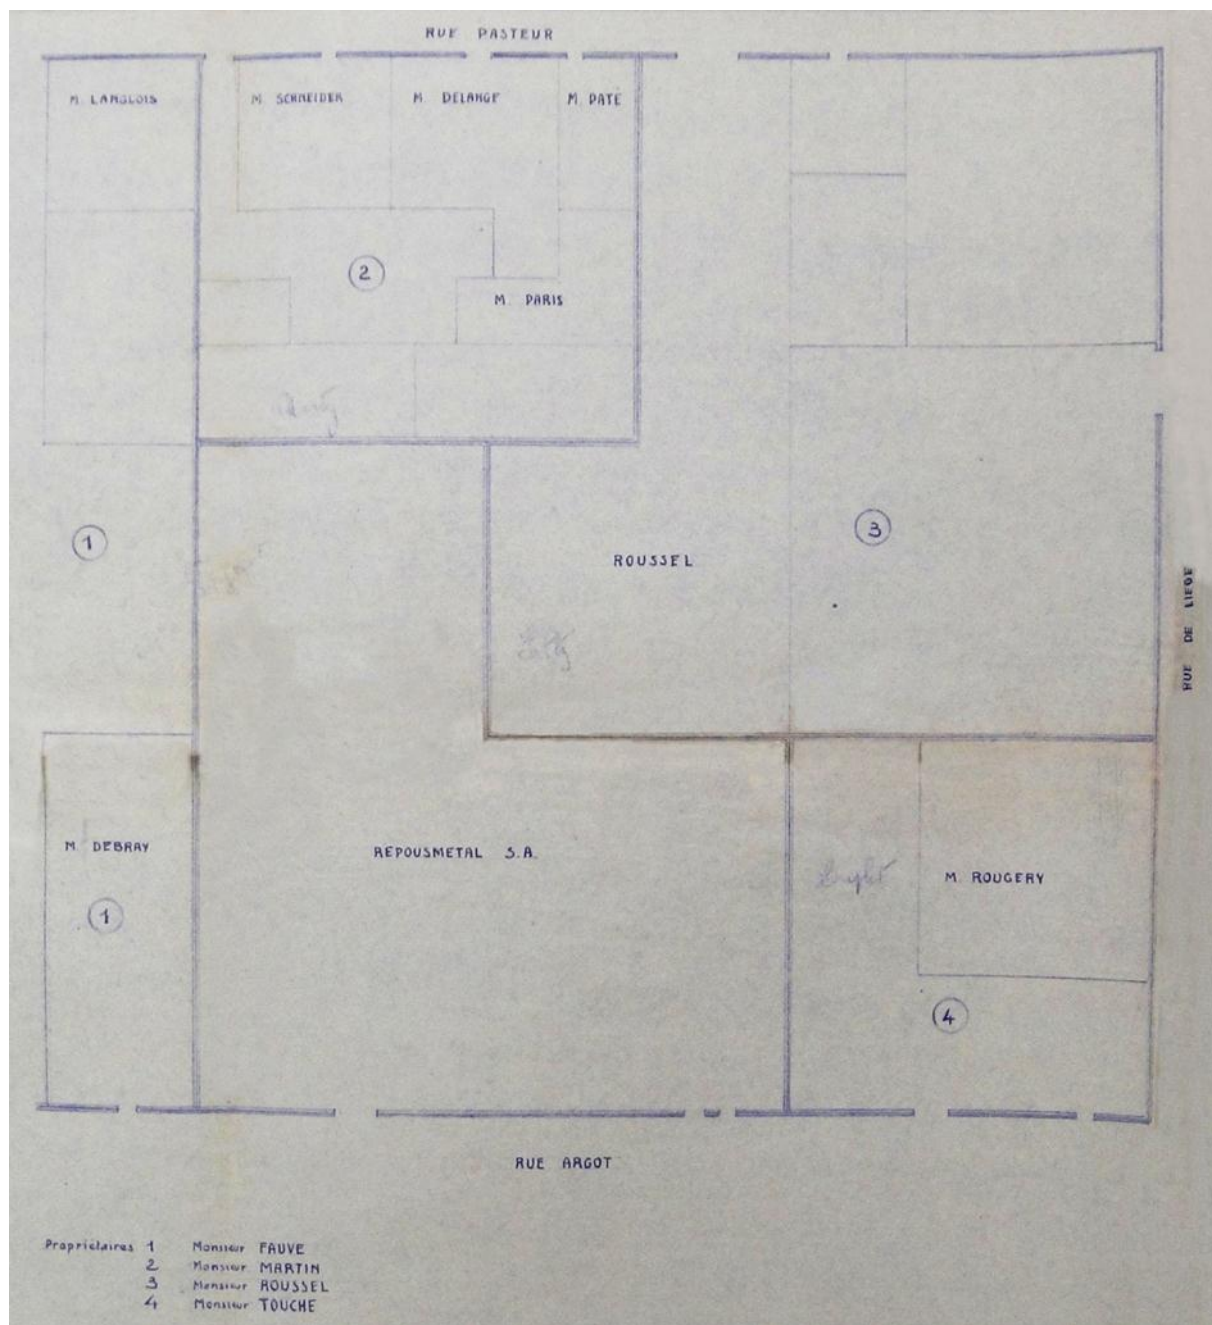 RUE PASTEUR
M. LANGLOIS
M. SCHNEIDER
M. DELANGE
M. PATE
2
M. PARIS
1
3
ROUSSEL
RUE DE LIEGE
M. DEBRAY
REPOUSMETAL S.A.
M. ROUGERY
1
4
RUE ARGOT
Propriétaires 1 Monsieur FAUVE
2 Monsieur MARTIN
3 Monsieur ROUSSEL
4 Monsieur TOUCHE